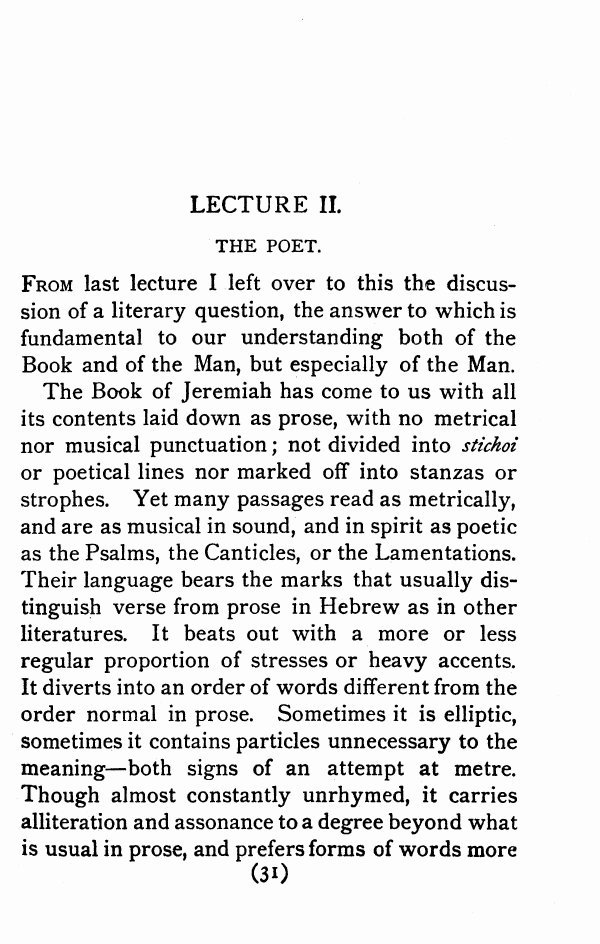 LECTURE II.
THE POET.
FROM last lecture I left over to this the discus-
sion of a literary question, the answer to which is
fundamental to our understanding both of the
Book and of the Man, but especially of the Man.
The Book of Jeremiah has come to us with all
its contents laid down as prose, with no metrical
nor musical punctuation; not divided into stichoi
or poetical lines nor marked off into stanzas or
strophes. Yet many passages read as metrically,
and are as musical in sound, and in spirit as poetic
as the Psalms, the Canticles, or the Lamentations.
Their language bears the marks that usually dis-
tinguish verse from prose in Hebrew as in other
literatures. It beats out with a more or less
regular proportion of stresses or heavy accents.
It diverts into an order of words different from the
order normal in prose. Sometimes it is elliptic,
sometimes it contains particles unnecessary to the
meaning—both signs of an attempt at metre.
Though almost constantly unrhymed, it carries
alliteration and assonance to a degree beyond what
is usual in prose, and prefers forms of words more
(31)